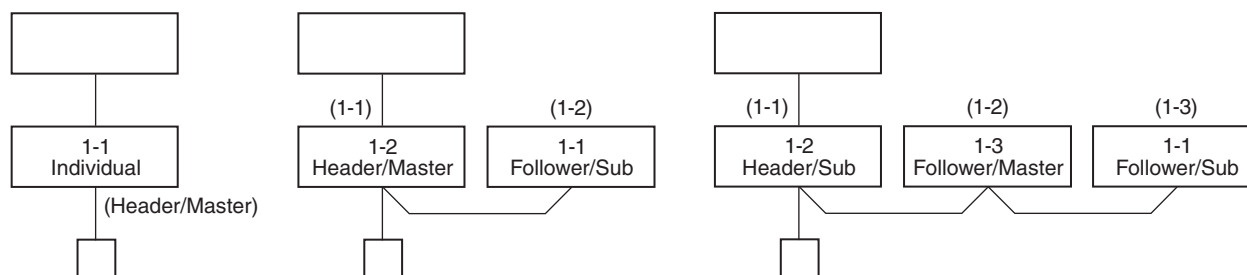 (1-1)
(1-2)
(1-1)
(1-2)
(1-3)
1-1
Individual
1-2
Header/Master
1-1
Follower/Sub
1-2
Header/Sub
1-3
Follower/Master
1-1
Follower/Sub
(Header/Master)